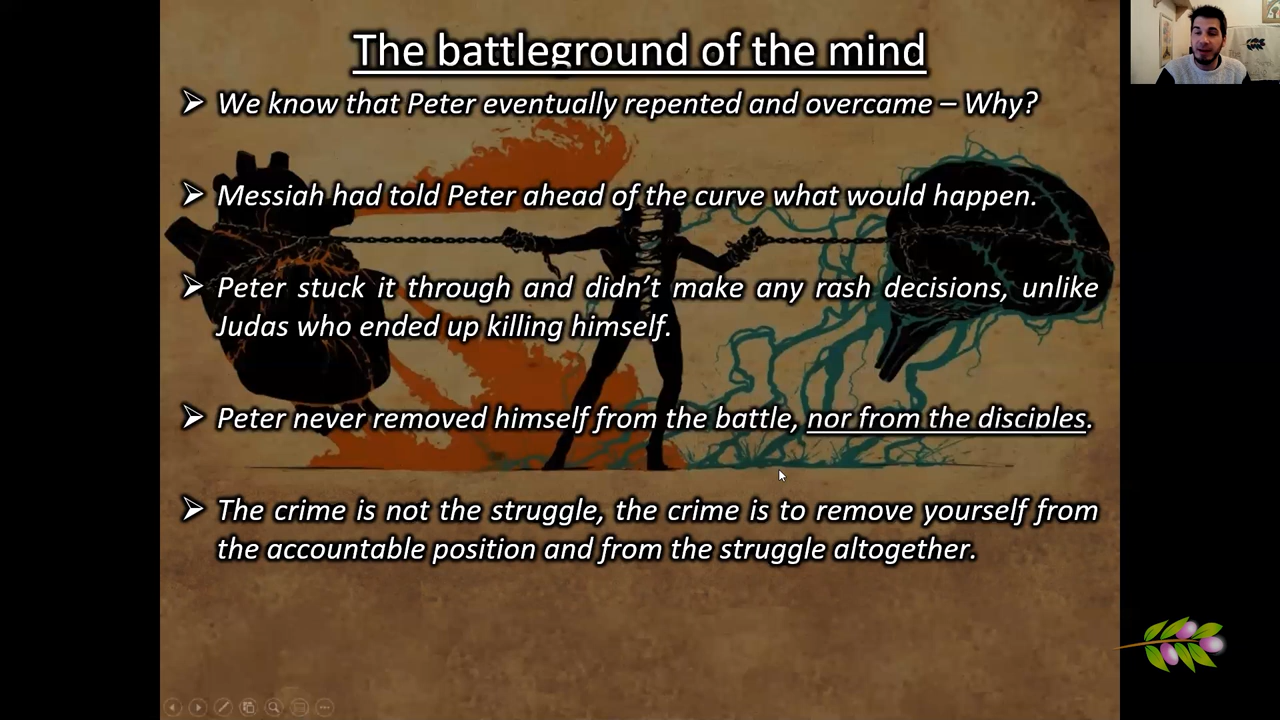 The battleground of the mind
➢ We know that Peter eventually repented and overcame – Why?
➢ Messiah had told Peter ahead of the curve what would happen.
➢ Peter stuck it through and didn’t make any rash decisions, unlike
Judas who ended up killing himself.
➢ Peter never removed himself from the battle, nor from the disciples.
➢ The crime is not the struggle, the crime is to remove yourself from
the accountable position and from the struggle altogether.